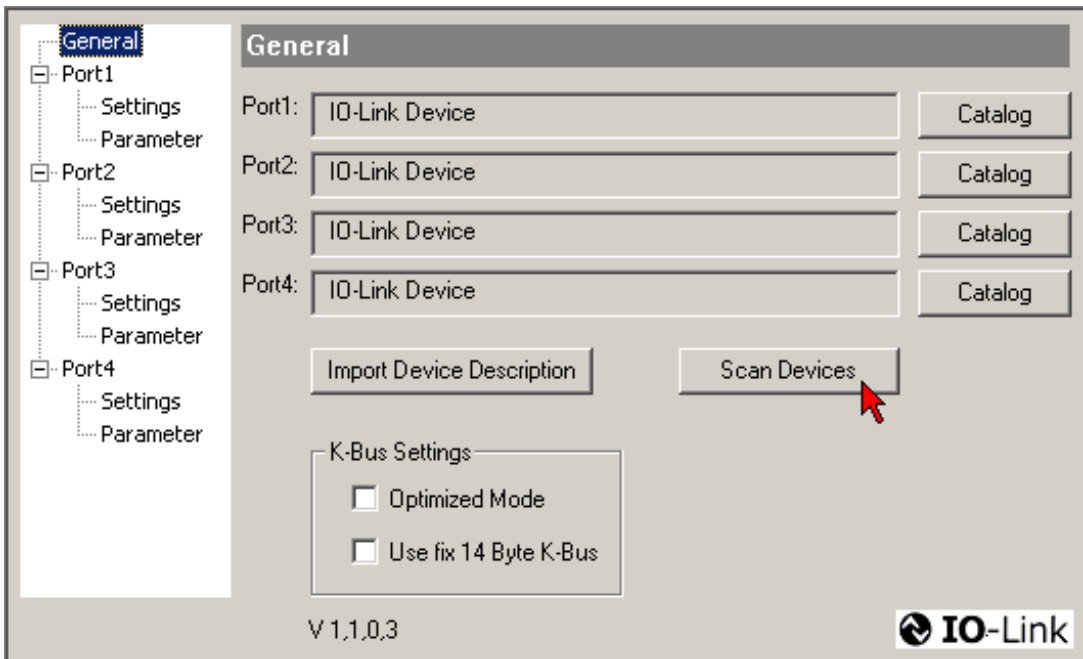 General
Port1
Settings
Parameter
Port2
Settings
Parameter
Port3
Settings
Parameter
Port4
Settings
Parameter
General
Port1: IO-Link Device Catalog
Port2: IO-Link Device Catalog
Port3: IO-Link Device Catalog
Port4: IO-Link Device Catalog
Import Device Description Scan Devices
K-Bus Settings
Optimized Mode
Use fix 14 Byte K-Bus
V 1,1,0,3
IO-Link